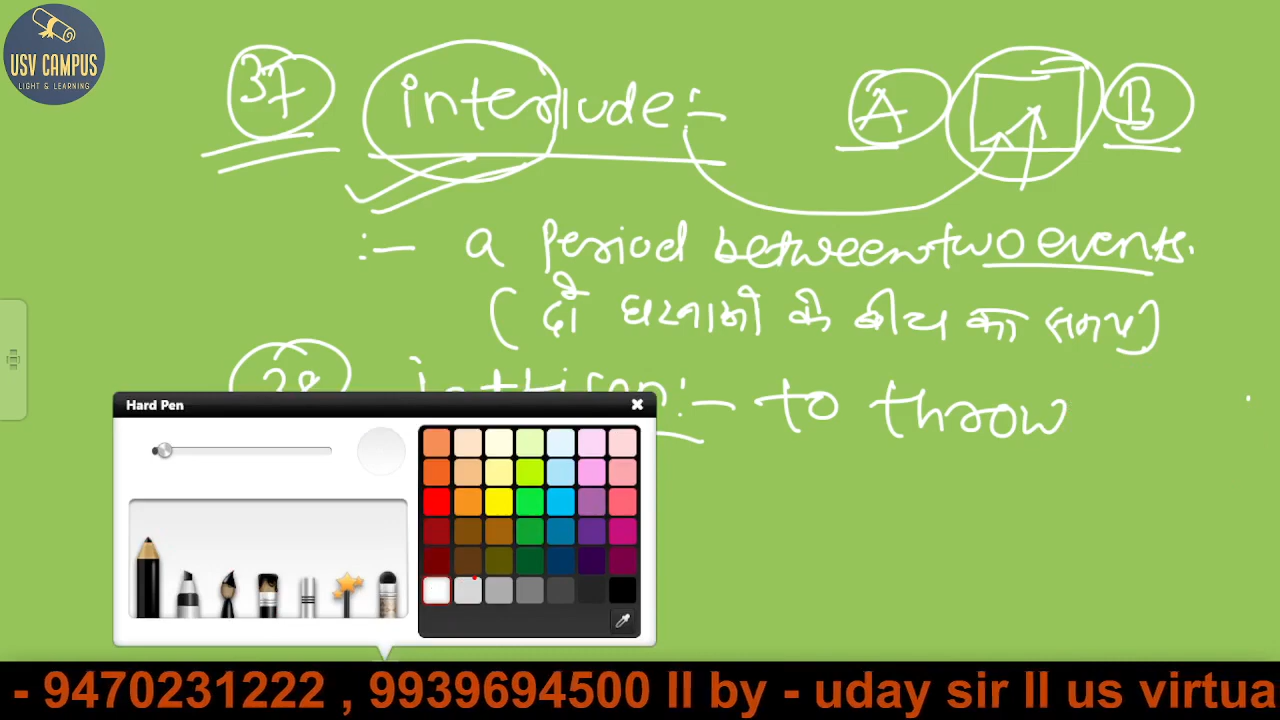 USV CAMPUS
LIGHT & LEARNING
37 interlude :- A B
:- a period between two events.
( दो घटनाओं के बीच का समय )
38 :- to throw
Hard Pen
- 9470231222 , 9939694500 ll by - uday sir ll us virtua